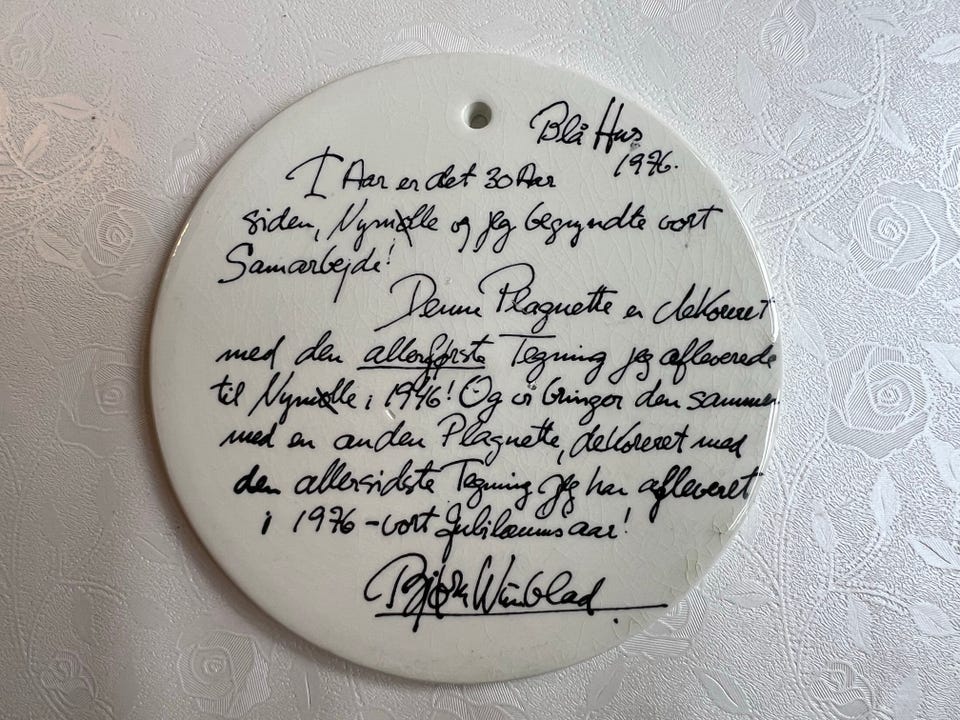 Blå Hus
1976.
I Aar er det 30 Aar
siden, Nymølle og jeg begyndte vort
Samarbejde!
Denne Plaquette er dekoreret
med den allerførste Tegning jeg afleverede
til Nymølle i 1946! Og vi bringer den sammen
med en anden Plaquette, dekoreret med
den allersidste Tegning jeg har afleveret
i 1976 - vort Jubilæumsaar!
Bjørn Wiinblad